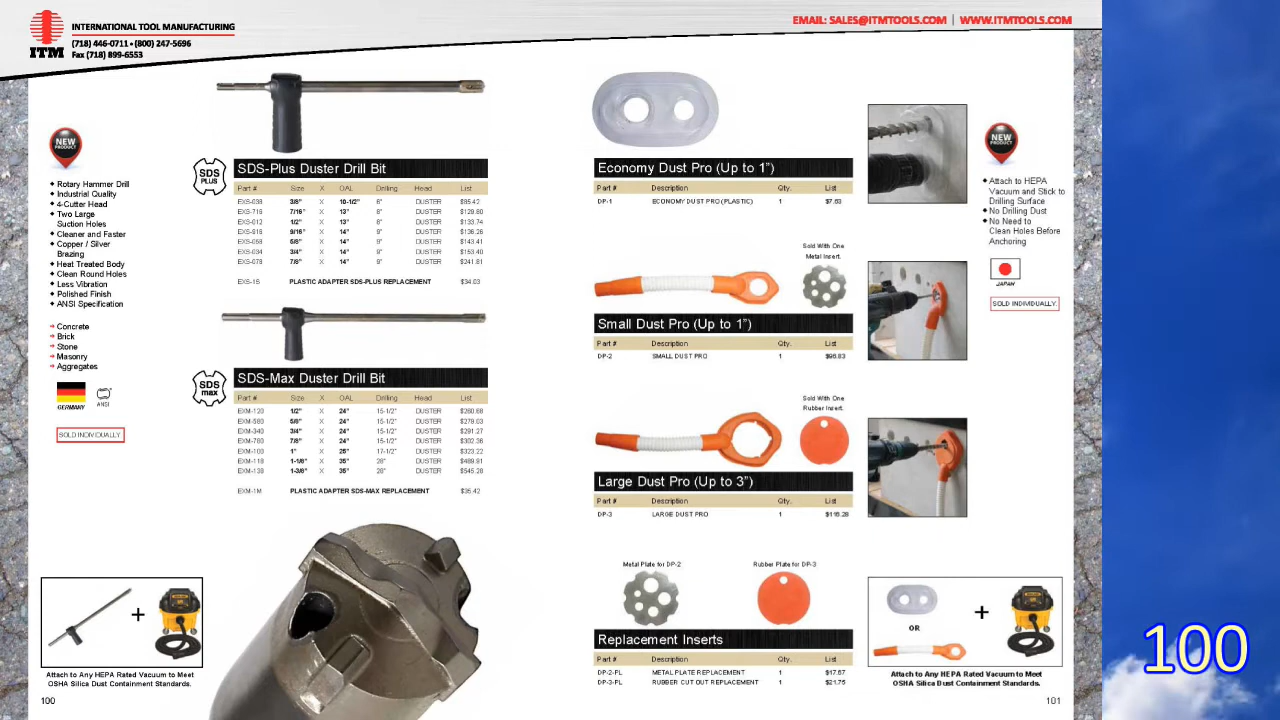 INTERNATIONAL TOOL MANUFACTURING
(718) 446-0711 • (800) 247-5696
Fax (718) 899-6553
ITM
EMAIL: SALES@ITMTOOLS.COM | WWW.ITMTOOLS.COM
NEW PRODUCT
Rotary Hammer Drill
Industrial Quality
4-Cutter Head
Two Large
Suction Holes
Cleaner and Faster
Copper / Silver
Brazing
Heat Treated Body
Clean Round Holes
Less Vibration
Polished Finish
ANSI Specification
Concrete
Brick
Stone
Masonry
Aggregates
GERMANY
ANSI
SOLD INDIVIDUALLY.
SDS PLUS
SDS-Plus Duster Drill Bit
Part # Size X OAL Drilling Head List
EXS-038 3/8" X 10-1/2" 6" DUSTER $95.42
EXS-716 7/16" X 13" 8" DUSTER $129.60
EXS-012 1/2" X 13" 8" DUSTER $133.74
EXS-916 9/16" X 14" 9" DUSTER $136.26
EXS-058 5/8" X 14" 9" DUSTER $143.41
EXS-034 3/4" X 14" 9" DUSTER $153.40
EXS-078 7/8" X 14" 9" DUSTER $241.81
EXS-1S PLASTIC ADAPTER SDS-PLUS REPLACEMENT $34.03
SDS max
SDS-Max Duster Drill Bit
Part # Size X OAL Drilling Head List
EXM-120 1/2" X 24" 15-1/2" DUSTER $260.68
EXM-580 5/8" X 24" 15-1/2" DUSTER $279.03
EXM-340 3/4" X 24" 15-1/2" DUSTER $291.27
EXM-780 7/8" X 24" 15-1/2" DUSTER $302.36
EXM-100 1" X 25" 17-1/2" DUSTER $323.22
EXM-118 1-1/8" X 35" 28" DUSTER $489.81
EXM-138 1-3/8" X 35" 28" DUSTER $545.28
EXM-1M PLASTIC ADAPTER SDS-MAX REPLACEMENT $35.42
+
Attach to Any HEPA Rated Vacuum to Meet
OSHA Silica Dust Containment Standards.
100
Economy Dust Pro (Up to 1")
Part # Description Qty. List
DP-1 ECONOMY DUST PRO (PLASTIC) 1 $7.63
Sold With One
Metal Insert.
Small Dust Pro (Up to 1")
Part # Description Qty. List
DP-2 SMALL DUST PRO 1 $96.83
Sold With One
Rubber Insert.
Large Dust Pro (Up to 3")
Part # Description Qty. List
DP-3 LARGE DUST PRO 1 $116.28
Metal Plate for DP-2
Rubber Plate for DP-3
Replacement Inserts
Part # Description Qty. List
DP-2-PL METAL PLATE REPLACEMENT 1 $17.67
DP-3-PL RUBBER CUT OUT REPLACEMENT 1 $21.75
NEW PRODUCT
Attach to HEPA
Vacuum and Stick to
Drilling Surface
No Drilling Dust
No Need to
Clean Holes Before
Anchoring
JAPAN
SOLD INDIVIDUALLY.
OR
+
Attach to Any HEPA Rated Vacuum to Meet
OSHA Silica Dust Containment Standards.
101
100